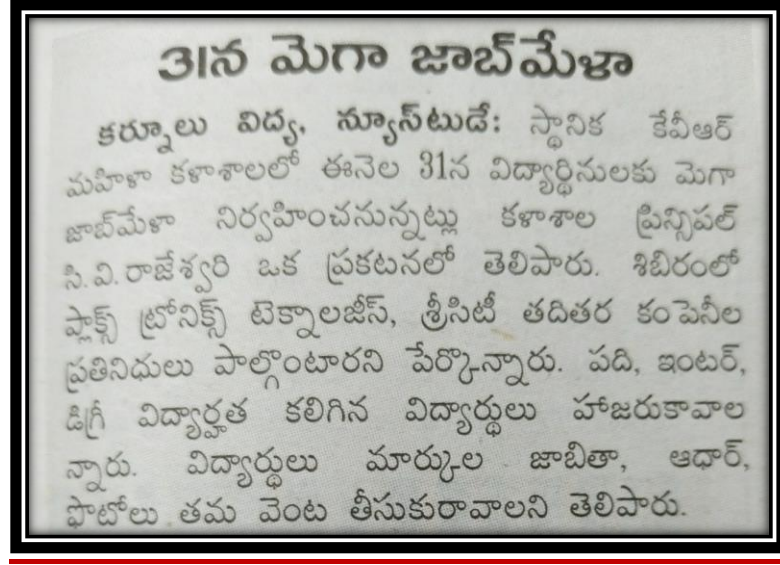 31న మెగా జాబ్‌మేళా
కర్నూలు విద్య, న్యూస్‌టుడే: స్థానిక కేవీఆర్
మహిళా కళాశాలలో ఈనెల 31న విద్యార్థినులకు మెగా
జాబ్‌మేళా నిర్వహించనున్నట్లు కళాశాల ప్రిన్సిపల్
సి.వి.రాజేశ్వరి ఒక ప్రకటనలో తెలిపారు. శిబిరంలో
ఫ్లాక్స్ ట్రోనిక్స్ టెక్నాలజీస్, శ్రీసిటీ తదితర కంపెనీల
ప్రతినిధులు పాల్గొంటారని పేర్కొన్నారు. పది, ఇంటర్,
డిగ్రీ విద్యార్హత కలిగిన విద్యార్థులు హాజరుకావాల
న్నారు. విద్యార్థులు మార్కుల జాబితా, ఆధార్,
ఫొటోలు తమ వెంట తీసుకురావాలని తెలిపారు.